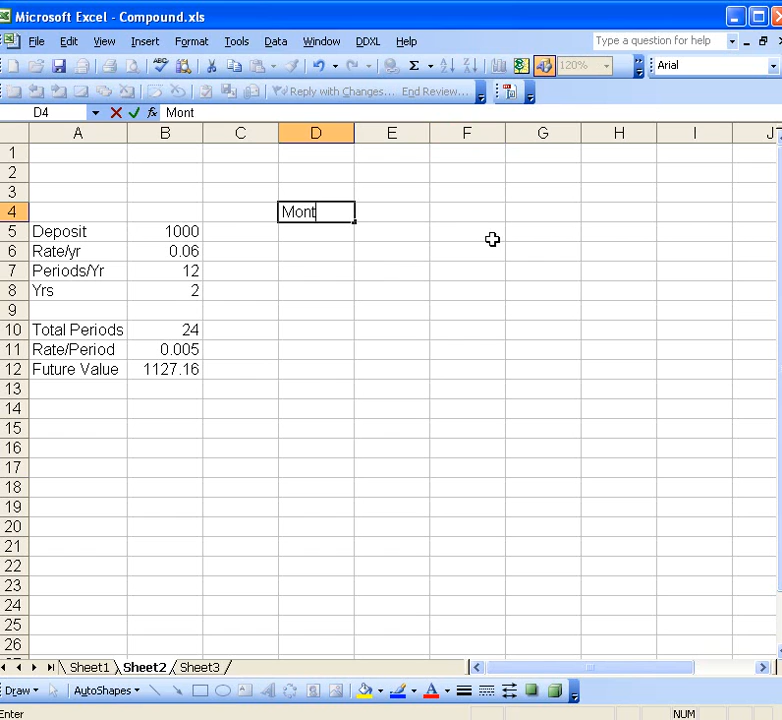 Microsoft Excel - Compound.xls
File Edit View Insert Format Tools Data Window DDXL Help Type a question for help
Σ 120% Arial
Reply with Changes... End Review...
D4 fx Mont
A B C D E F G H I J
1
2
3
4 Mont
5 Deposit 1000
6 Rate/yr 0.06
7 Periods/Yr 12
8 Yrs 2
9
10 Total Periods 24
11 Rate/Period 0.005
12 Future Value 1127.16
13
14
15
16
17
18
19
20
21
22
23
24
25
26
Sheet1 Sheet2 Sheet3
Draw AutoShapes A A
Enter NUM